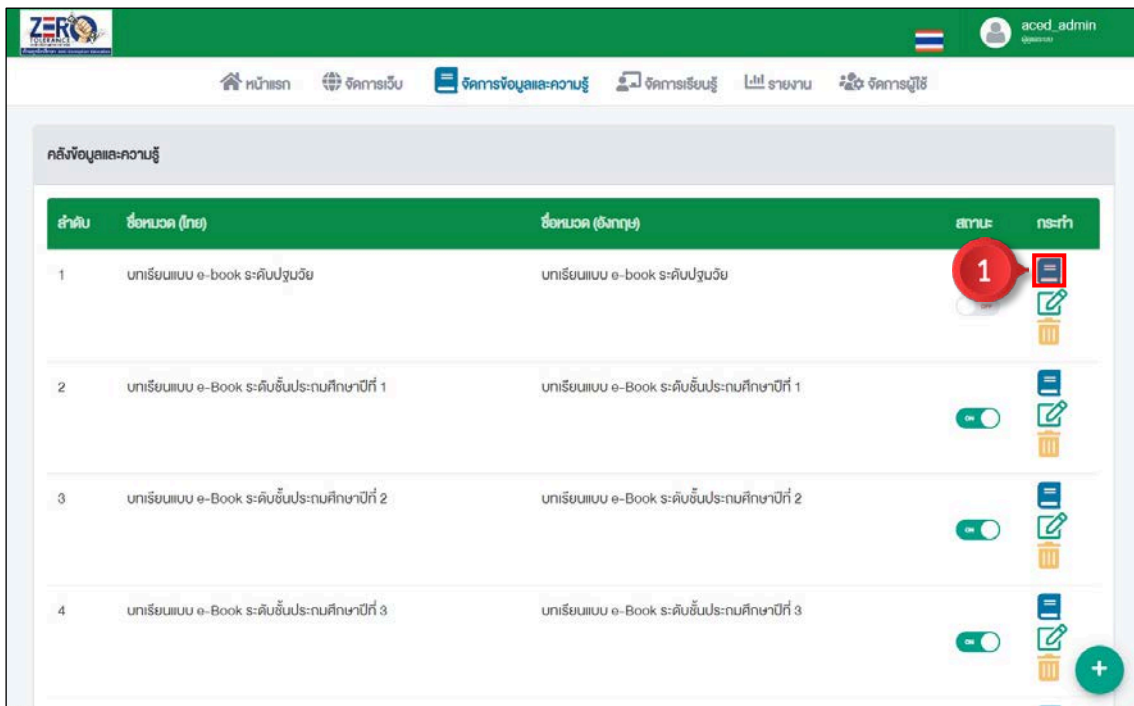 ZERO
TOLERANCE
aced_admin
ผู้ดูแลระบบ
หน้าแรก จัดการเว็บ จัดการข้อมูลและความรู้ จัดการเรียนรู้ รายงาน จัดการผู้ใช้
คลังข้อมูลและความรู้
ลำดับ ชื่อหมวด (ไทย) ชื่อหมวด (อังกฤษ) สถานะ กระทำ
1 บทเรียนแบบ e-book ระดับปฐมวัย บทเรียนแบบ e-book ระดับปฐมวัย
1
OFF
2 บทเรียนแบบ e-Book ระดับชั้นประถมศึกษาปีที่ 1 บทเรียนแบบ e-Book ระดับชั้นประถมศึกษาปีที่ 1
ON
3 บทเรียนแบบ e-Book ระดับชั้นประถมศึกษาปีที่ 2 บทเรียนแบบ e-Book ระดับชั้นประถมศึกษาปีที่ 2
ON
4 บทเรียนแบบ e-Book ระดับชั้นประถมศึกษาปีที่ 3 บทเรียนแบบ e-Book ระดับชั้นประถมศึกษาปีที่ 3
ON
+